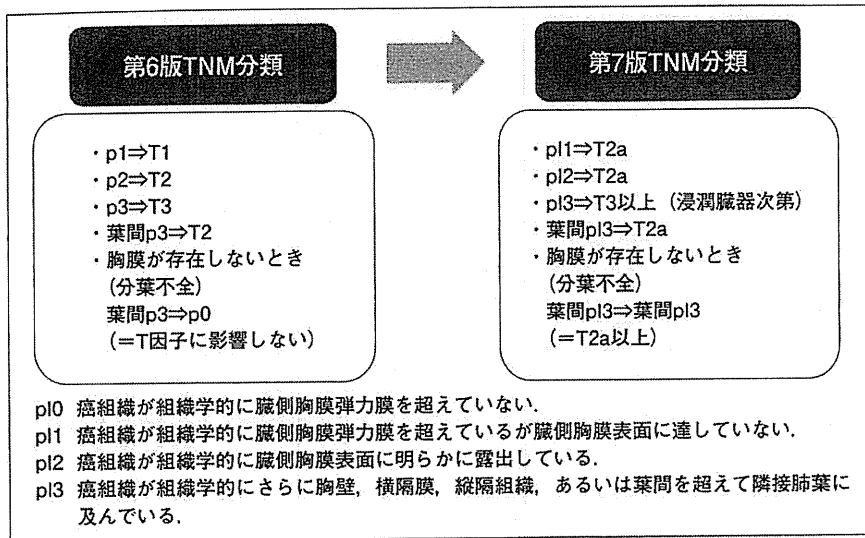 第6版TNM分類
第7版TNM分類
・p1⇒T1
・p2⇒T2
・p3⇒T3
・葉間p3⇒T2
・胸膜が存在しないとき
(分葉不全)
葉間p3⇒p0
(＝T因子に影響しない)
・pl1⇒T2a
・pl2⇒T2a
・pl3⇒T3以上（浸潤臓器次第）
・葉間pl3⇒T2a
・胸膜が存在しないとき
(分葉不全)
葉間pl3⇒葉間pl3
(＝T2a以上)
pl0 癌組織が組織学的に臓側胸膜弾力膜を超えていない．
pl1 癌組織が組織学的に臓側胸膜弾力膜を超えているが臓側胸膜表面に達していない．
pl2 癌組織が組織学的に臓側胸膜表面に明らかに露出している．
pl3 癌組織が組織学的にさらに胸壁，横隔膜，縦隔組織，あるいは葉間を超えて隣接肺葉に
及んでいる．